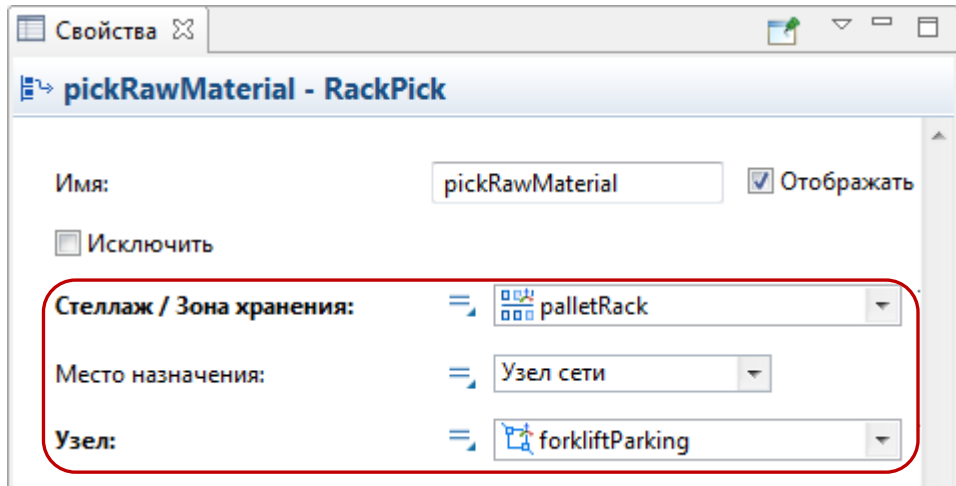 Свойства
pickRawMaterial - RackPick
Имя: pickRawMaterial Отображать
Исключить
Стеллаж / Зона хранения: palletRack
Место назначения: Узел сети
Узел: forkliftParking